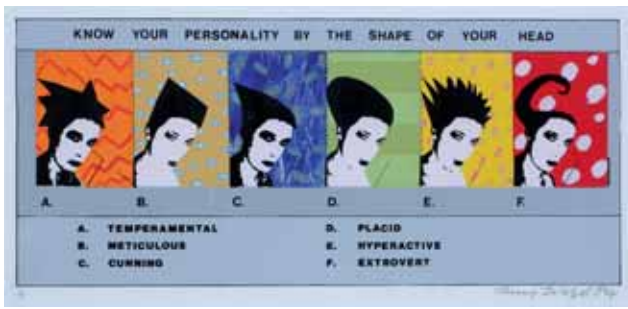 KNOW YOUR PERSONALITY BY THE SHAPE OF YOUR HEAD
A. B. C. D. E. F.
A. TEMPERAMENTAL
B. METICULOUS
C. CUNNING
D. PLACID
E. HYPERACTIVE
F. EXTROVERT